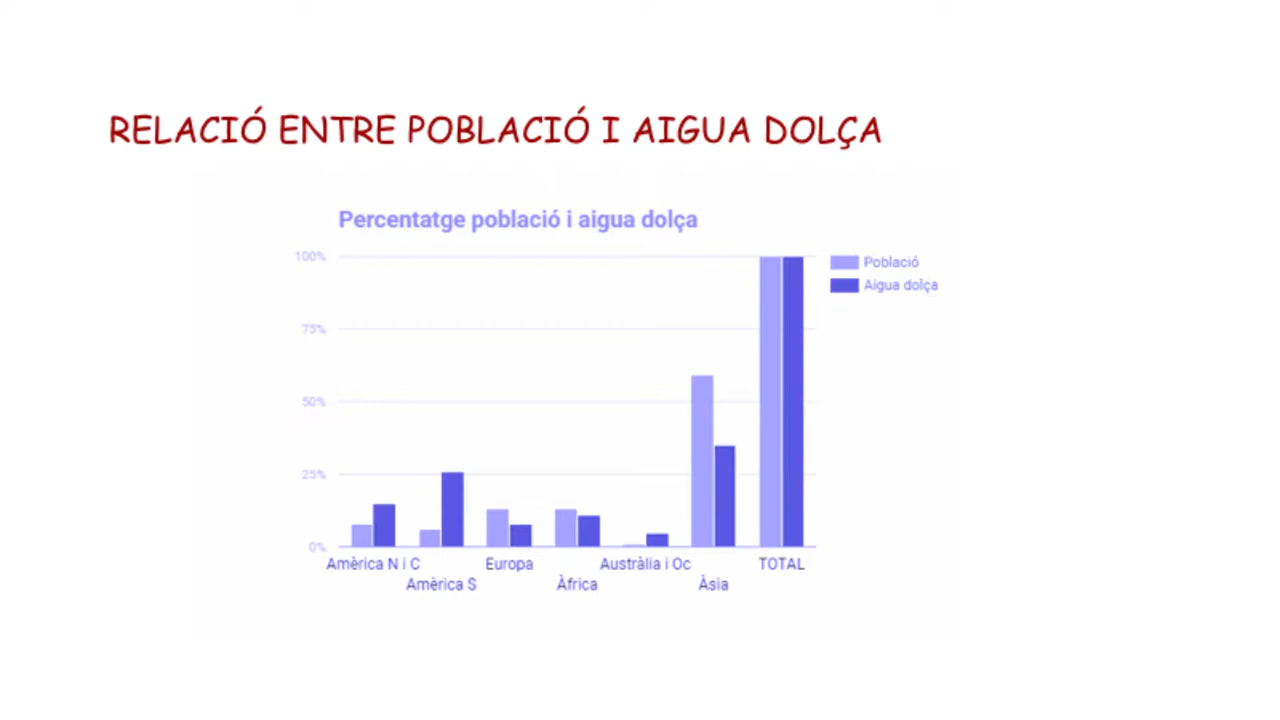 RELACIÓ ENTRE POBLACIÓ I AIGUA DOLÇA
Percentatge població i aigua dolça
100%
75%
50%
25%
0%
Població
Aigua dolça
Amèrica N i C
Amèrica S
Europa
Àfrica
Austràlia i Oc
Àsia
TOTAL